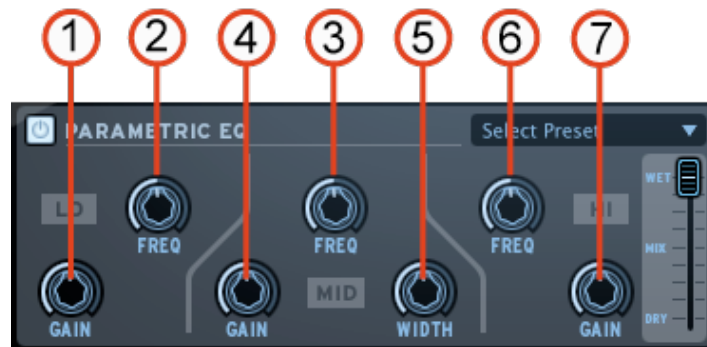 1 2 4 3 5 6 7
PARAMETRIC EQ Select Preset
WET
LO HI
FREQ FREQ FREQ
MIX
MID
DRY
GAIN GAIN WIDTH GAIN